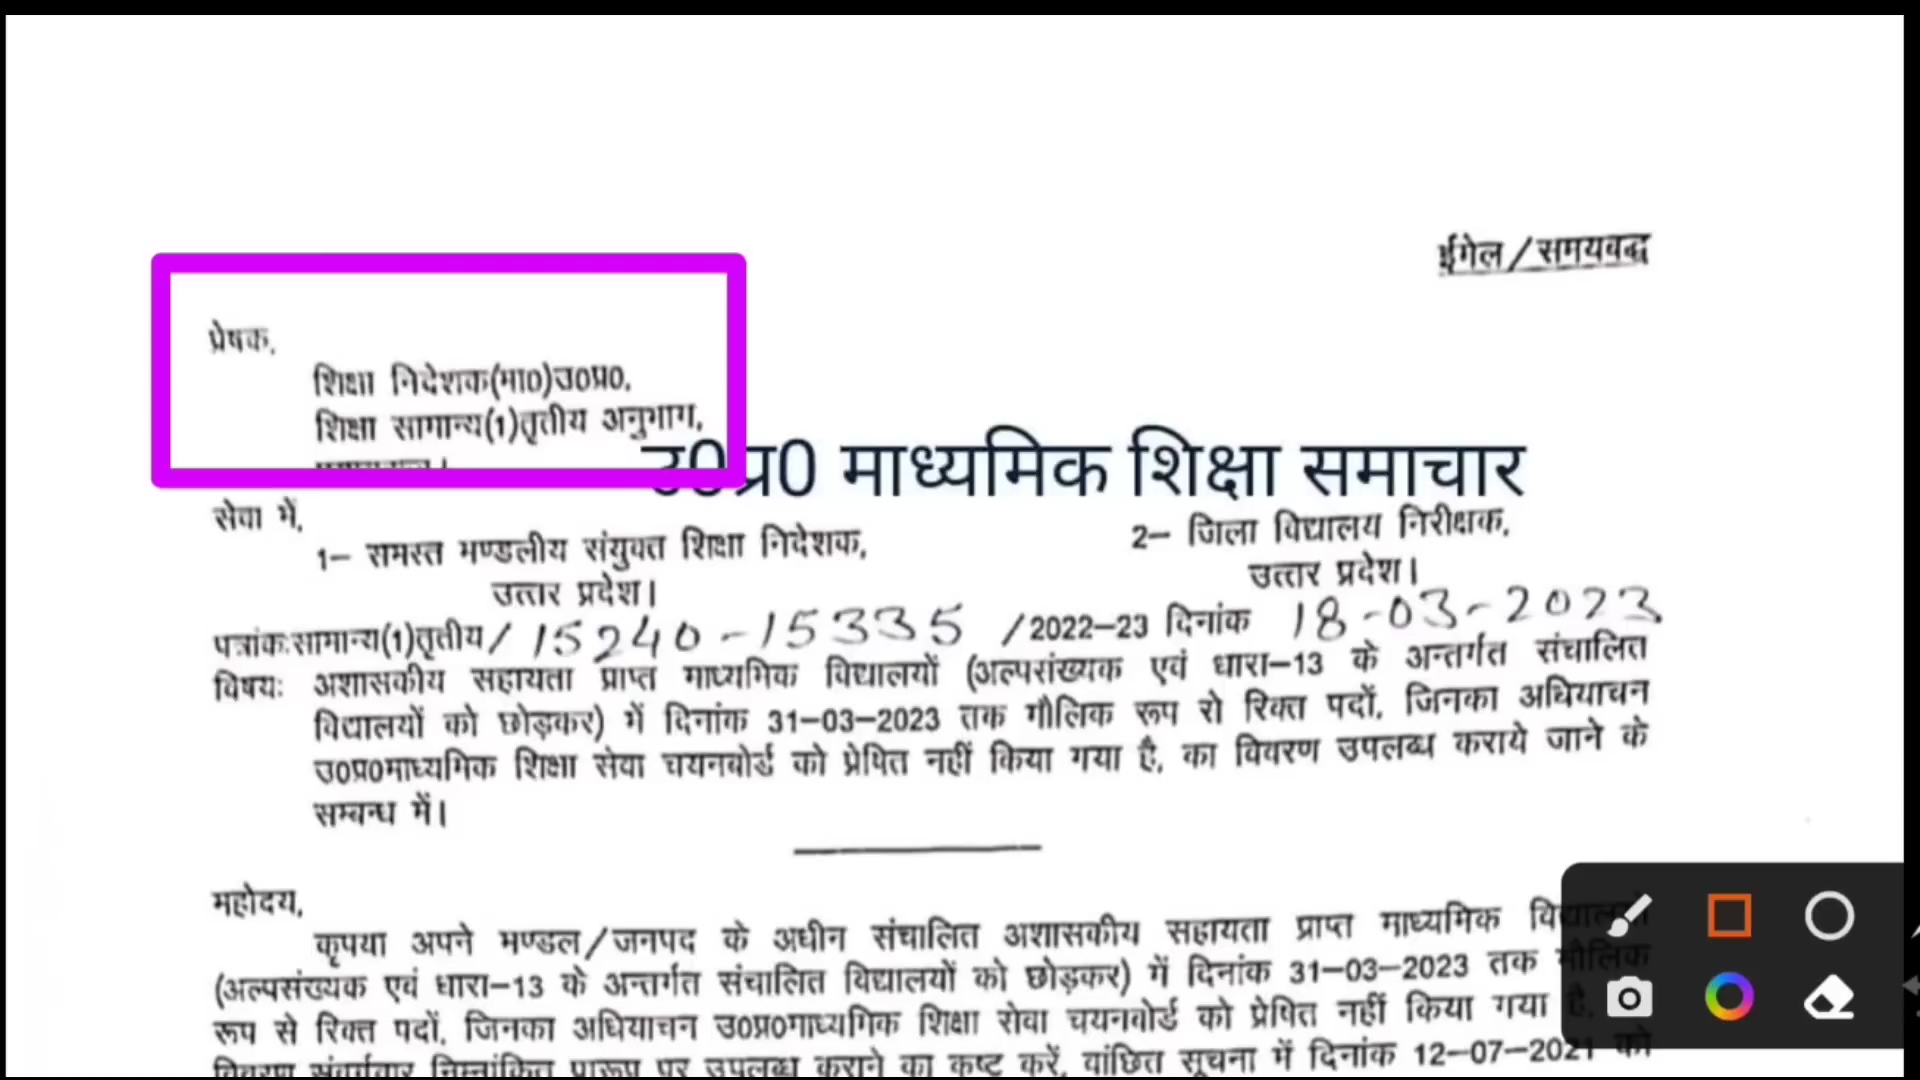 ईमेल/समयबद्ध
प्रेषक,
शिक्षा निदेशक(मा0)उ0प्र0,
शिक्षा सामान्य(1)तृतीय अनुभाग,
उ0प्र0 माध्यमिक शिक्षा समाचार
सेवा में,
1– समस्त मण्डलीय संयुक्त शिक्षा निदेशक,
उत्तर प्रदेश।
2– जिला विद्यालय निरीक्षक,
उत्तर प्रदेश।
पत्रांक:सामान्य(1)तृतीय/ 15240-15335 /2022–23 दिनांक 18-03-2023
विषयः अशासकीय सहायता प्राप्त माध्यमिक विद्यालयों (अल्पसंख्यक एवं धारा–13 के अन्तर्गत संचालित
विद्यालयों को छोड़कर) में दिनांक 31–03–2023 तक मौलिक रूप से रिक्त पदों, जिनका अधियाचन
उ0प्र0माध्यमिक शिक्षा सेवा चयनबोर्ड को प्रेषित नहीं किया गया है, का विवरण उपलब्ध कराये जाने के
सम्बन्ध में।
महोदय,
कृपया अपने मण्डल/जनपद के अधीन संचालित अशासकीय सहायता प्राप्त माध्यमिक विद्यालयों
(अल्पसंख्यक एवं धारा–13 के अन्तर्गत संचालित विद्यालयों को छोड़कर) में दिनांक 31–03–2023 तक मौलिक
रूप से रिक्त पदों, जिनका अधियाचन उ0प्र0माध्यमिक शिक्षा सेवा चयनबोर्ड को प्रेषित नहीं किया गया है,
विवरण संवर्गवार निम्नांकित प्रारूप पर उपलब्ध कराने का कष्ट करें, वांछित सूचना में दिनांक 12–07–2021 को